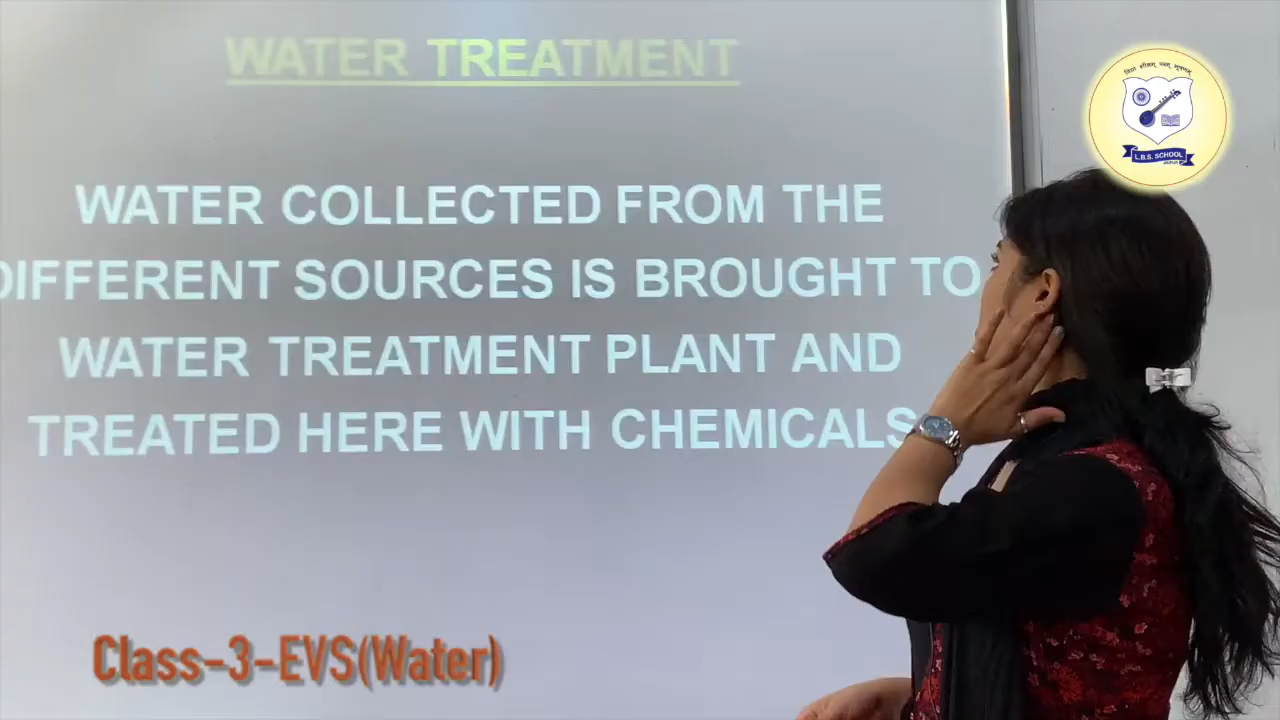 WATER TREATMENT
WATER COLLECTED FROM THE
DIFFERENT SOURCES IS BROUGHT TO
WATER TREATMENT PLANT AND
TREATED HERE WITH CHEMICALS
L.B.S. SCHOOL
Class-3-EVS(Water)